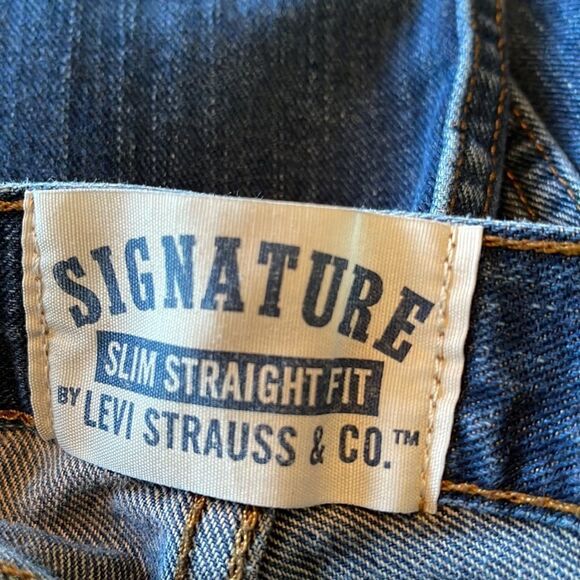 SIGNATURE
SLIM STRAIGHT FIT
BY LEVI STRAUSS & CO.™